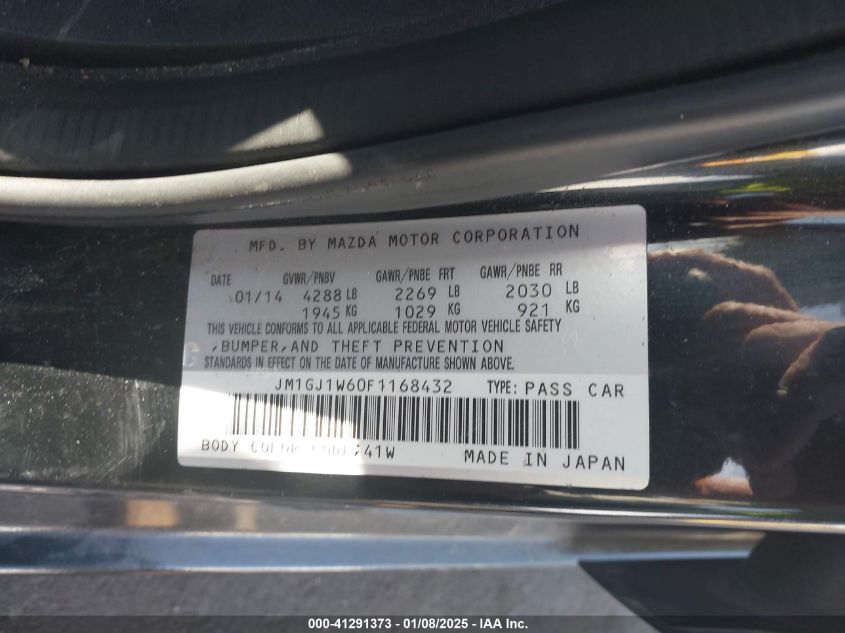 MFD. BY MAZDA MOTOR CORPORATION
DATE GVWR/PNBV GAWR/PNBE FRT GAWR/PNBE RR
01/14 4288 LB 2269 LB 2030 LB
1945 KG 1029 KG 921 KG
THIS VEHICLE CONFORMS TO ALL APPLICABLE FEDERAL MOTOR VEHICLE SAFETY
,BUMPER,AND THEFT PREVENTION
STANDARDS IN EFFECT ON THE DATE OF MANUFACTURE SHOWN ABOVE.
JM1GJ1W60F1168432 TYPE: PASS CAR
BODY COLOR CODE:41W MADE IN JAPAN
000-41291373 - 01/08/2025 - IAA Inc.